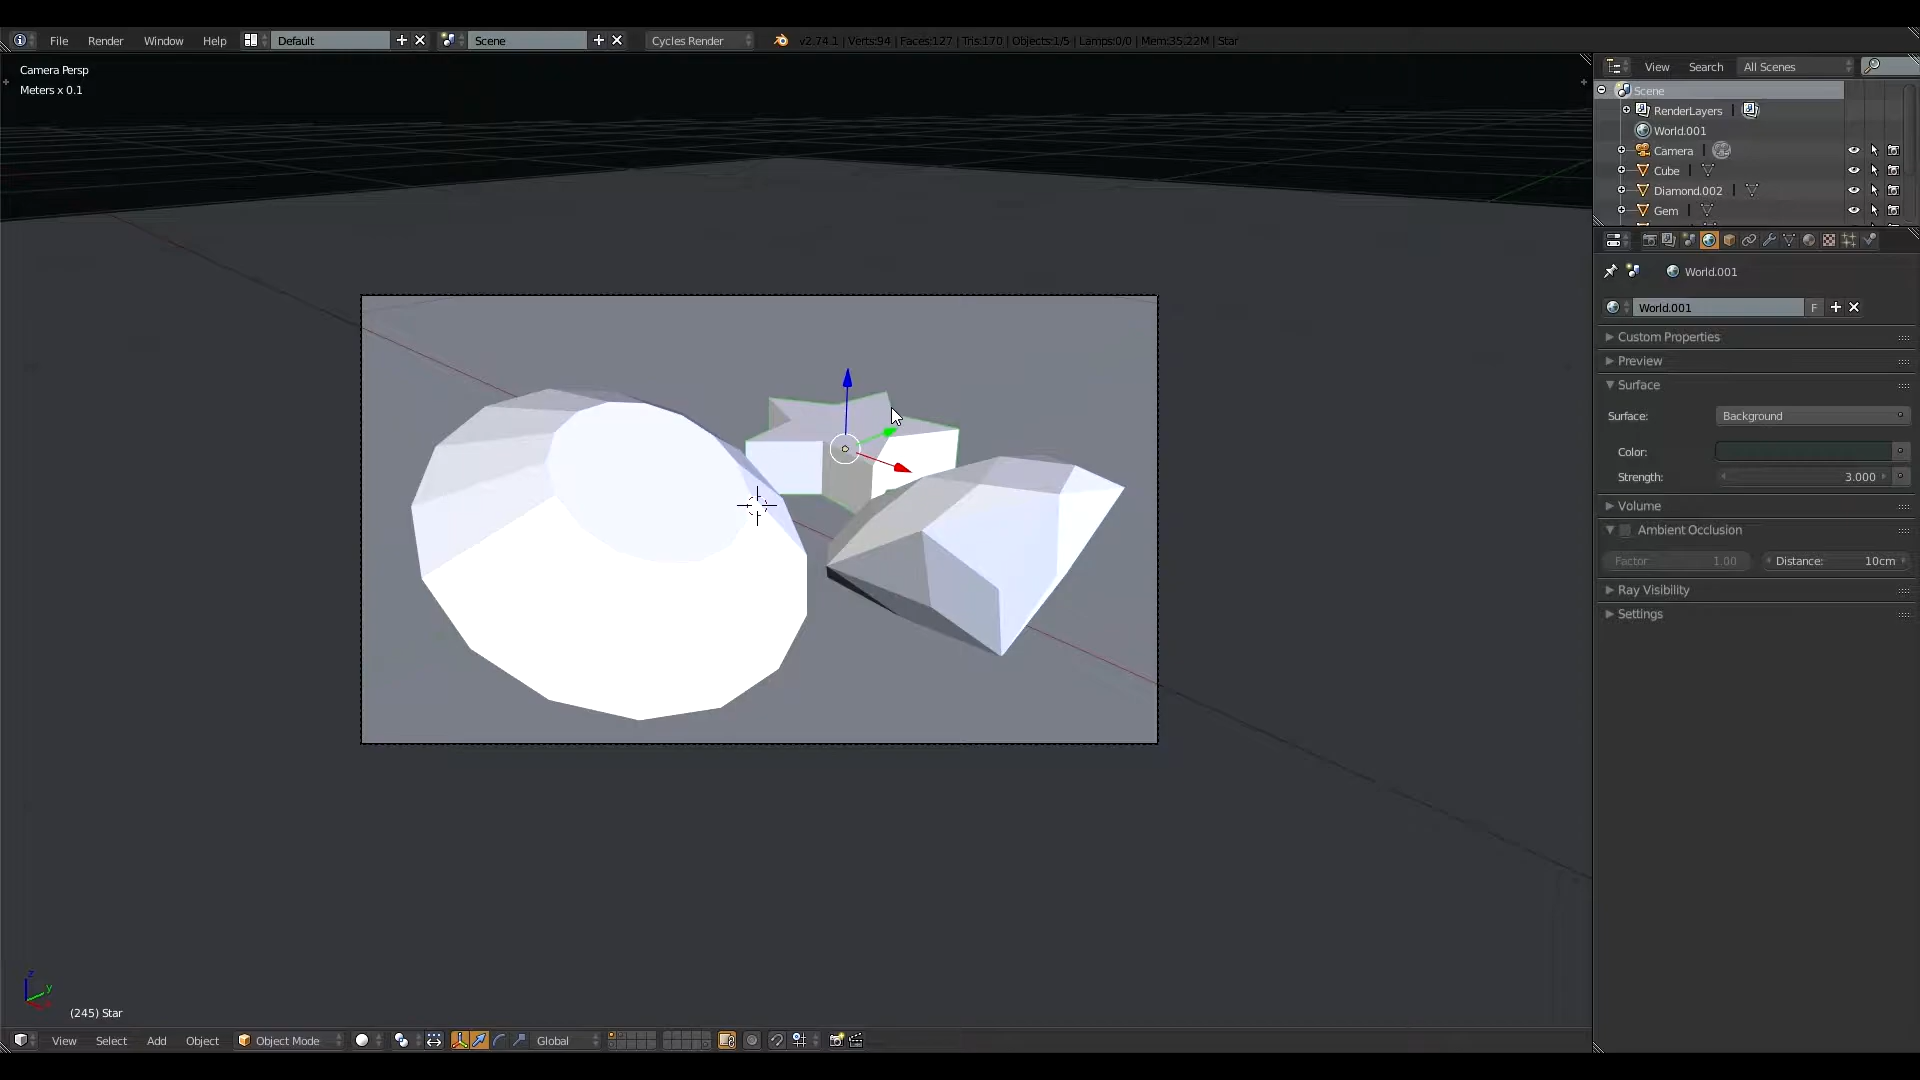 File Render Window Help Default Scene Cycles Render v2.74.1 | Verts:94 | Faces:127 | Tris:170 | Objects:1/5 | Lamps:0/0 | Mem:35.22M | Star
Camera Persp
Meters x 0.1
View Search All Scenes
Scene
RenderLayers
World.001
Camera
Cube
Diamond.002
Gem
World.001
World.001 F
Custom Properties
Preview
Surface
Surface: Background
Color:
Strength: 3.000
Volume
Ambient Occlusion
Factor: 1.00 Distance: 10cm
Ray Visibility
Settings
z
y
(245) Star
View Select Add Object Object Mode Global